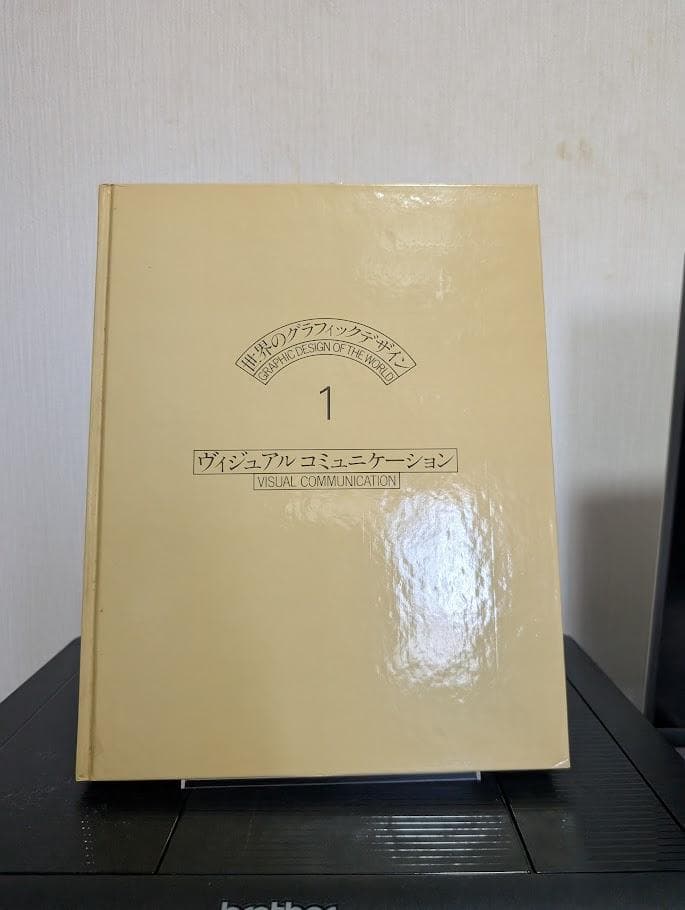 世界のグラフィックデザイン
GRAPHIC DESIGN OF THE WORLD
1
ヴィジュアル コミュニケーション
VISUAL COMMUNICATION
brother